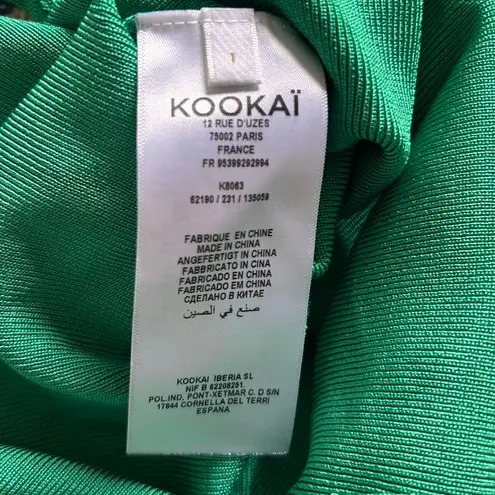 1
KOOKAÏ
12 RUE D'UZES
75002 PARIS
FRANCE
FR 95399292994
K8063
62190 / 231 / 135059
FABRIQUE EN CHINE
MADE IN CHINA
ANGEFERTIGT IN CHINA
FABBRICATO IN CINA
FABRICADO EN CHINA
FABRICADO EM CHINA
СДЕЛАНО В КИТАЕ
صنع في الصين
KOOKAI IBERIA SL
NIF B 62208251.
POL.IND, PONT-XETMAR C. D S/N
17844 CORNELLA DEL TERRI
ESPANA